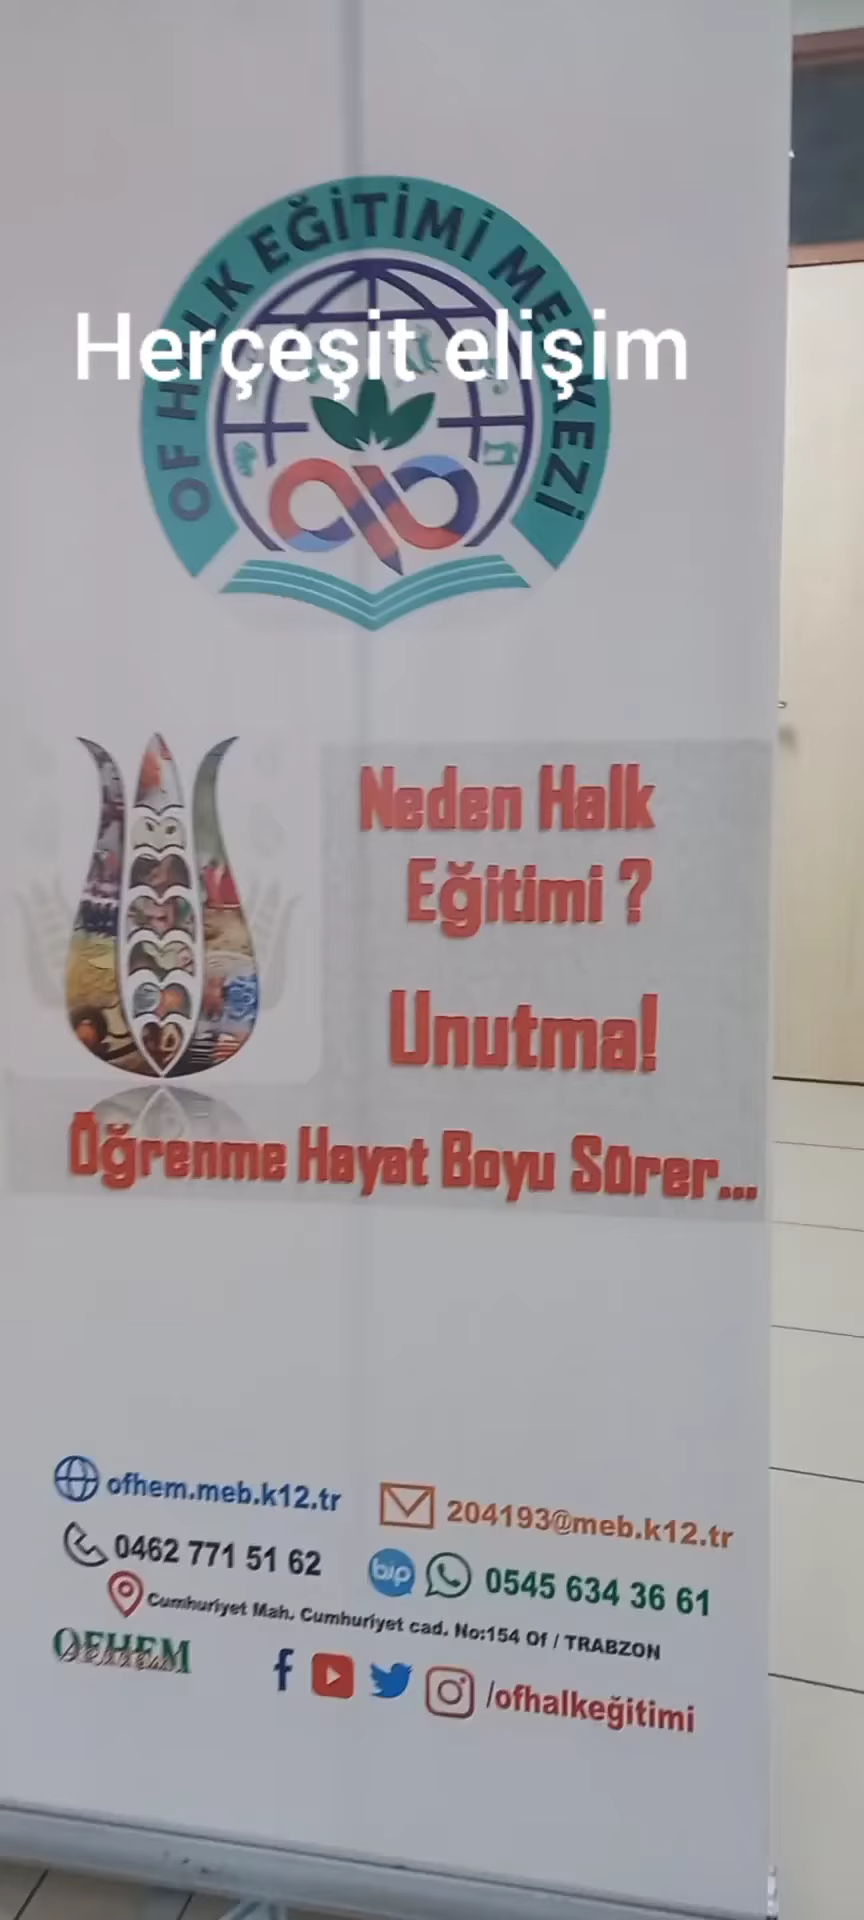 OF HALK EĞİTİMİ MERKEZİ
Herçeşit elişim
Neden Halk
Eğitimi ?
Unutma!
Öğrenme Hayat Boyu Sürer...
ofhem.meb.k12.tr
204193@meb.k12.tr
0462 771 51 62
bip
0545 634 36 61
Cumhuriyet Mah. Cumhuriyet cad. No:154 Of / TRABZON
OFHEM
/ofhalkeğitimi